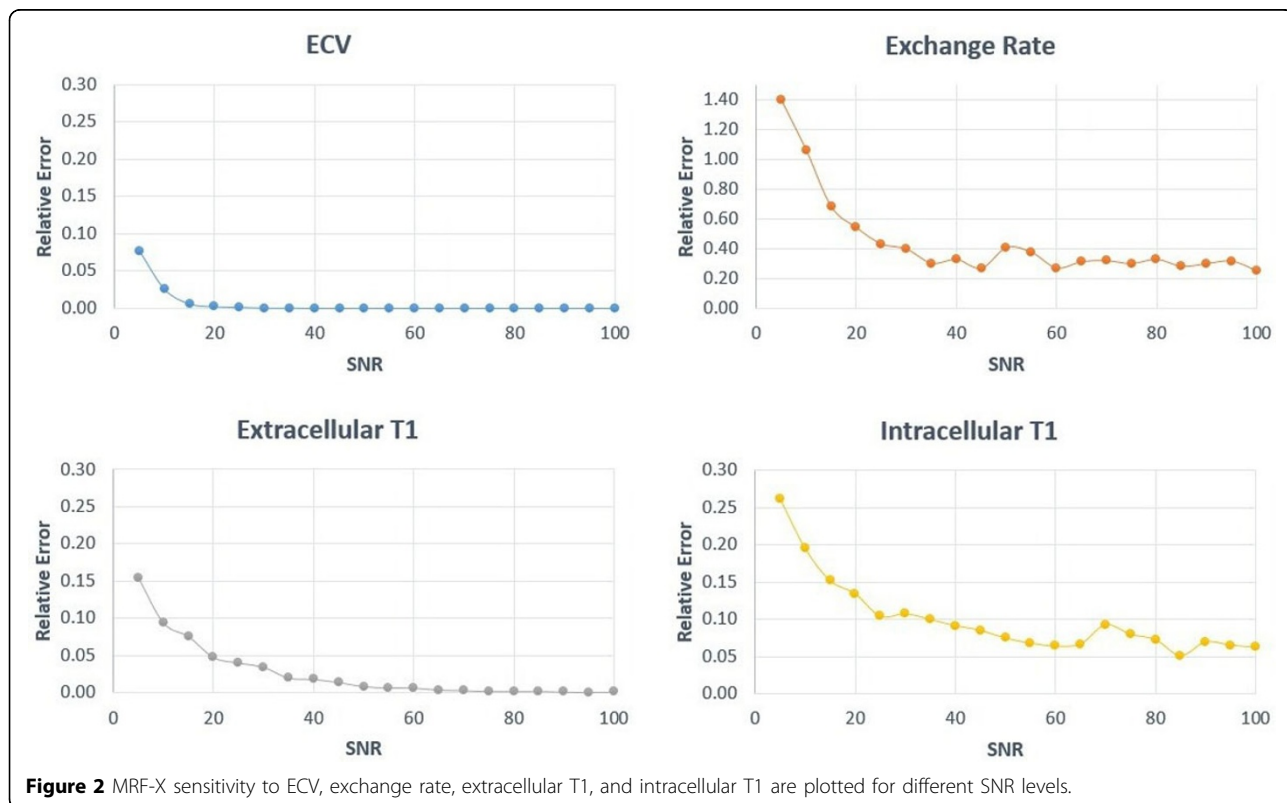 ECV
0.30
0.25
0.20
0.15
0.10
0.05
0.00
0 20 40 60 80 100
Relative Error
SNR
Exchange Rate
1.40
1.20
1.00
0.80
0.60
0.40
0.20
0.00
0 20 40 60 80 100
Relative Error
SNR
Extracellular T1
0.30
0.25
0.20
0.15
0.10
0.05
0.00
0 20 40 60 80 100
Relative Error
SNR
Intracellular T1
0.30
0.25
0.20
0.15
0.10
0.05
0.00
0 20 40 60 80 100
Relative Error
SNR
Figure 2 MRF-X sensitivity to ECV, exchange rate, extracellular T1, and intracellular T1 are plotted for different SNR levels.